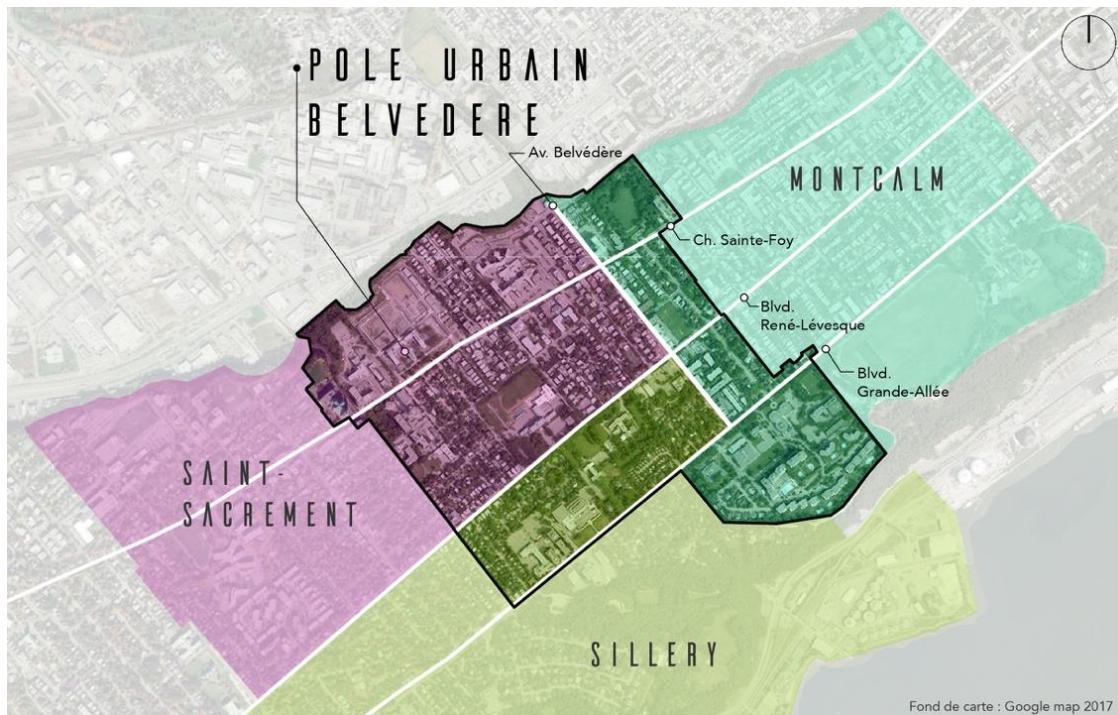 POLE URBAIN
BELVEDERE
Av. Belvédère
MONTCALM
Ch. Sainte-Foy
Blvd.
René-Lévesque
Blvd.
Grande-Allée
SAINT-
SACREMENT
SILLERY
Fond de carte : Google map 2017